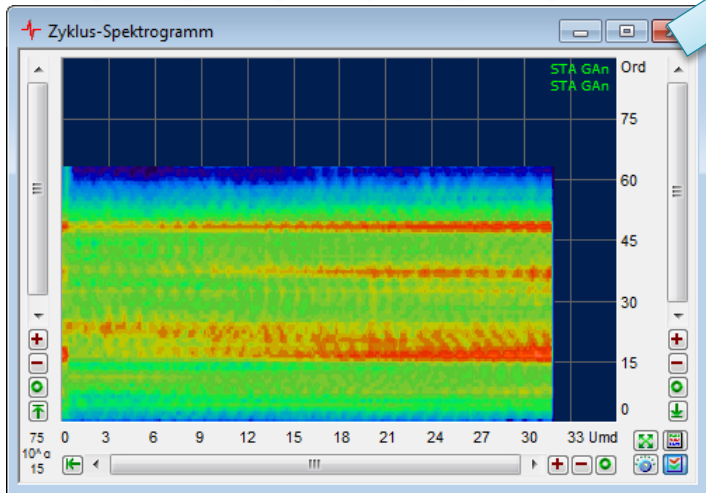 Zyklus-Spektrogramm
STA GAn Ord
STA GAn
75
60
45
30
15
0
75 0 3 6 9 12 15 18 21 24 27 30 33 Umd
10^ α
15